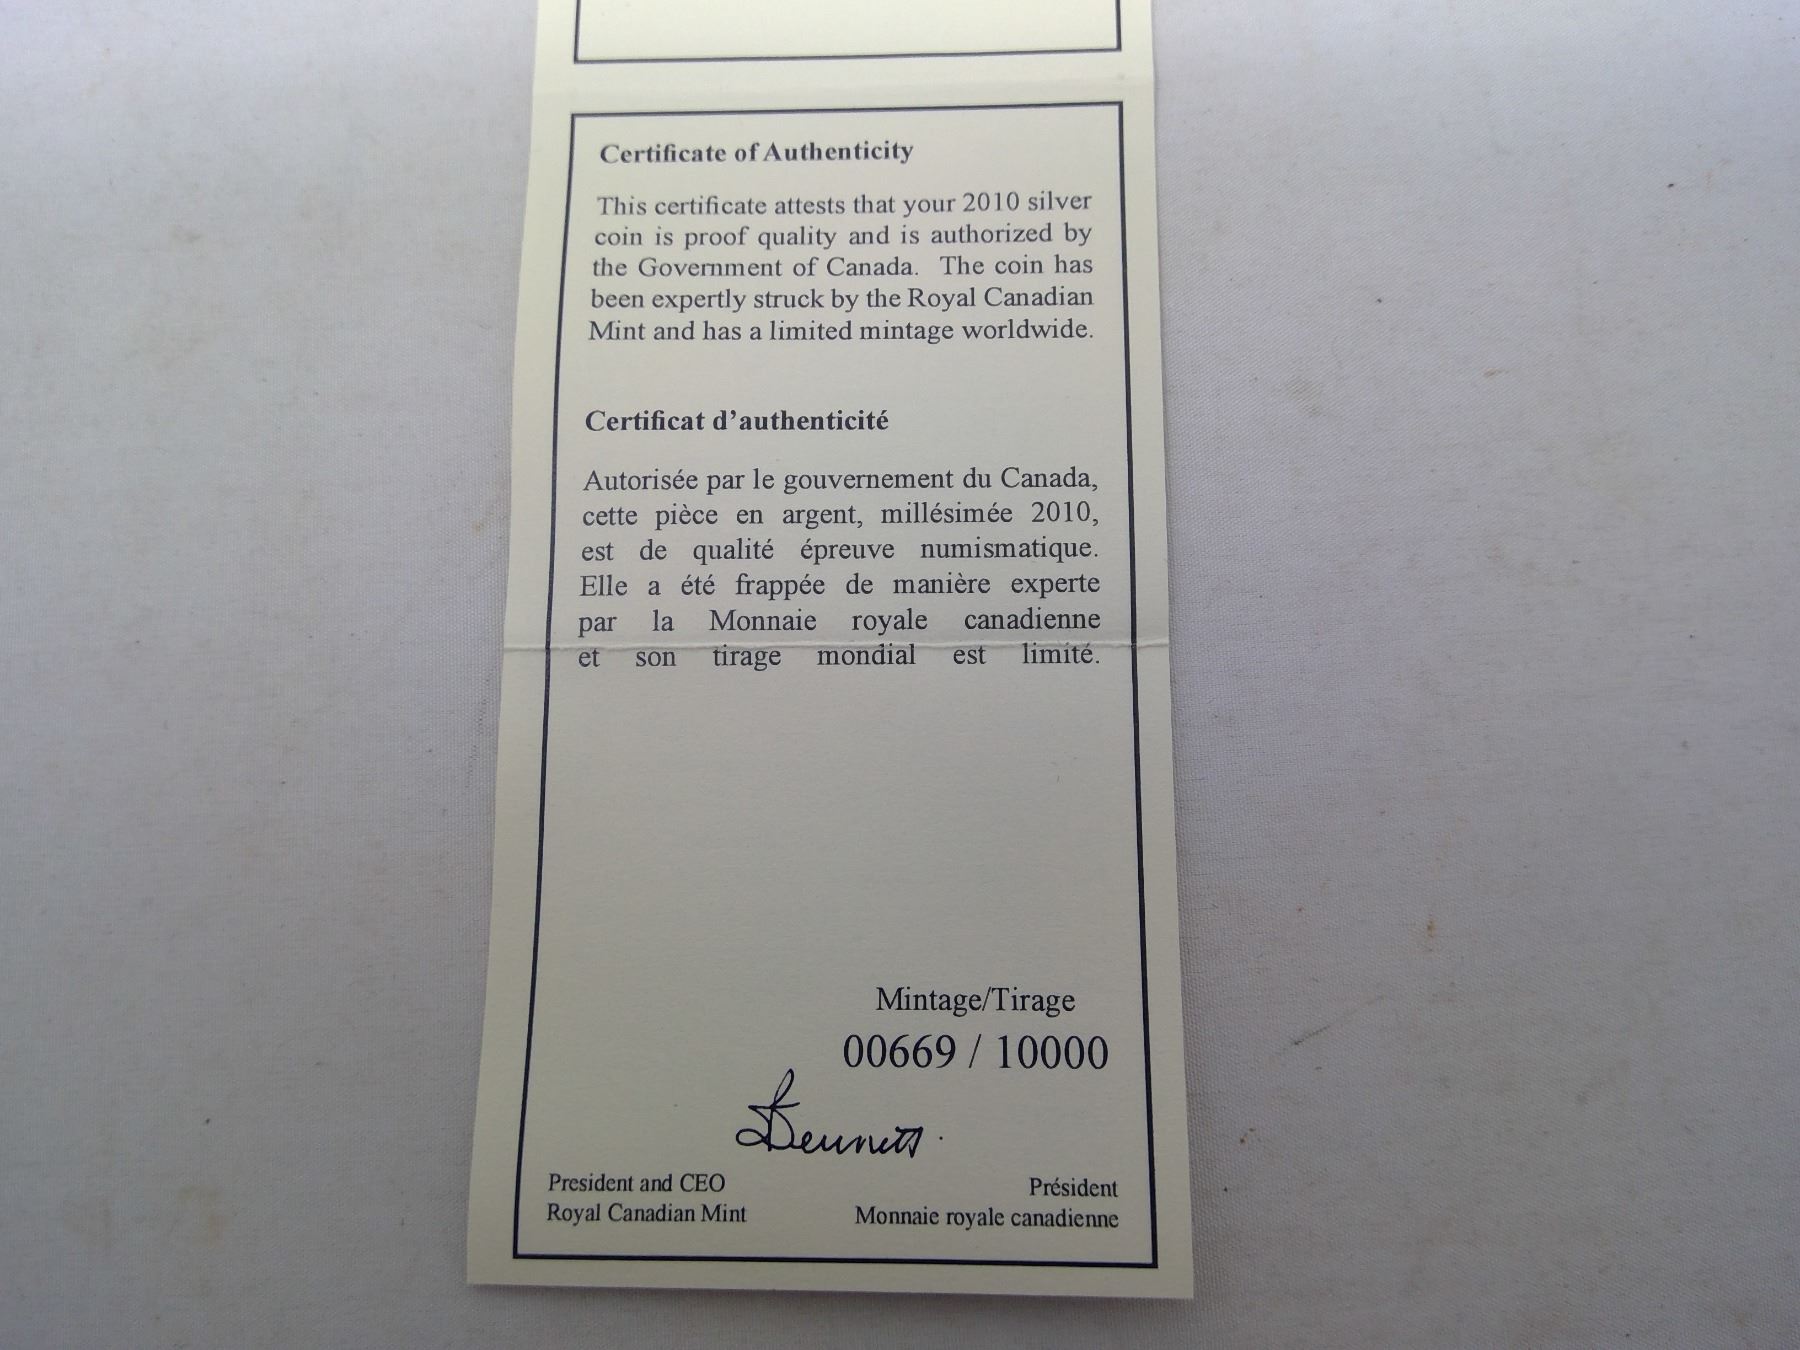 Certificate of Authenticity
This certificate attests that your 2010 silver
coin is proof quality and is authorized by
the Government of Canada. The coin has
been expertly struck by the Royal Canadian
Mint and has a limited mintage worldwide.
Certificat d’authenticité
Autorisée par le gouvernement du Canada,
cette pièce en argent, millésimée 2010,
est de qualité épreuve numismatique.
Elle a été frappée de manière experte
par la Monnaie royale canadienne
et son tirage mondial est limité.
Mintage/Tirage
00669 / 10000
Bennett
President and CEO
Royal Canadian Mint
Président
Monnaie royale canadienne